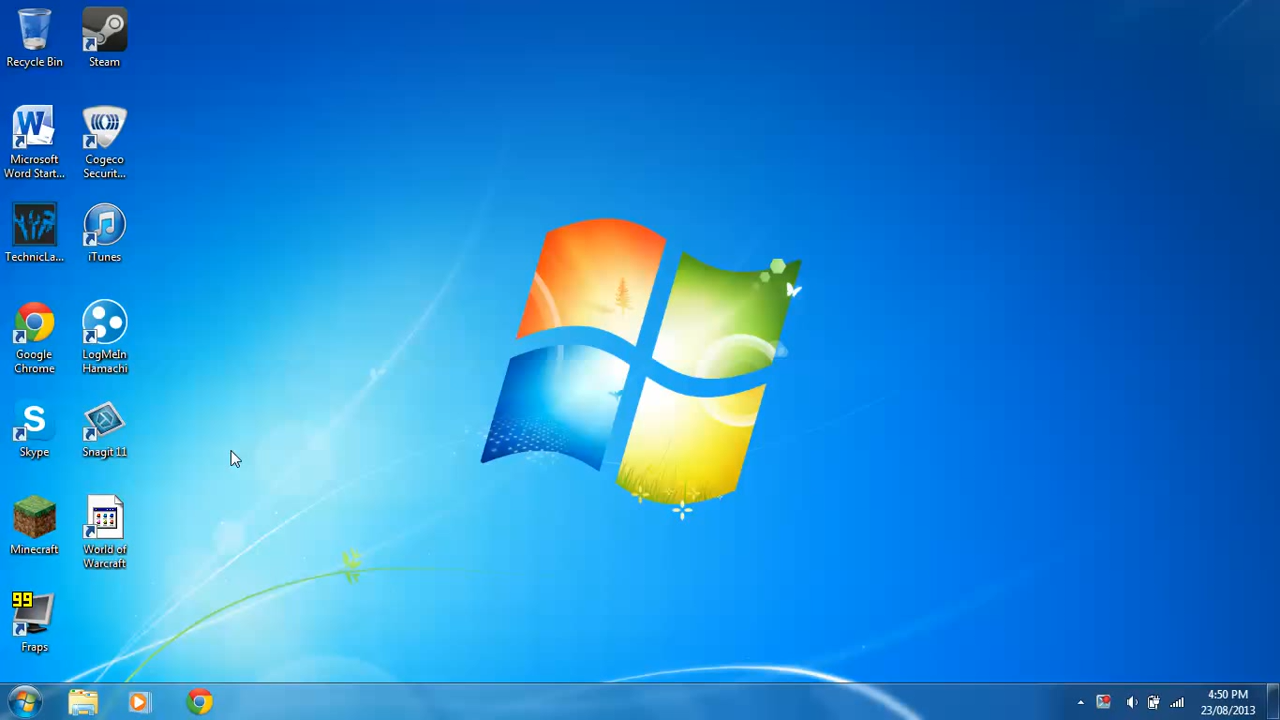 Recycle Bin
Steam
Microsoft
Word Start...
Cogeco
Securit...
TechnicLa...
iTunes
Google
Chrome
LogMeIn
Hamachi
S
Skype
Snagit 11
Minecraft
World of
Warcraft
99
Fraps
4:50 PM
23/08/2013